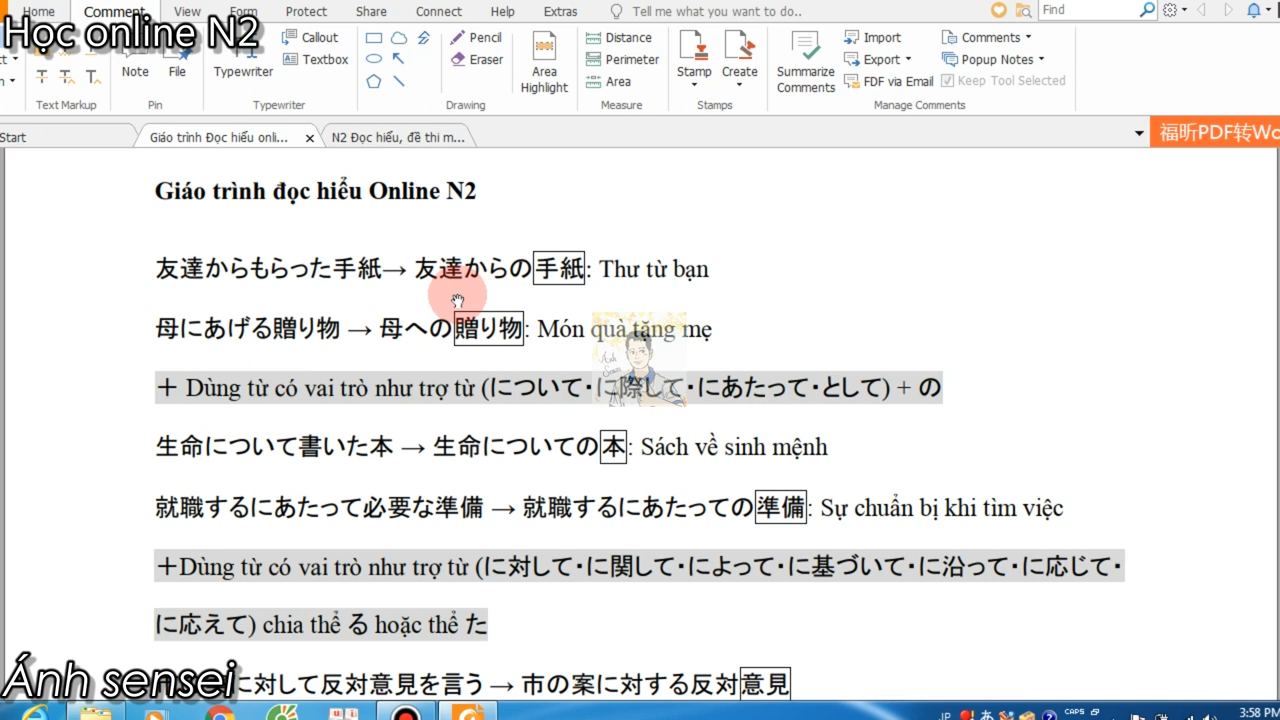 Home Comment View Form Protect Share Connect Help Extras Tell me what you want to do.. Find
Học online N2
Callout Pencil Distance Import Comments
Note File Typewriter Textbox Eraser Area Highlight Perimeter Stamp Create Summarize Comments Export Popup Notes
Area FDF via Email Keep Tool Selected
Text Markup Pin Typewriter Drawing Measure Stamps Manage Comments
Start Giáo trình Đọc hiểu onli... N2 Đọc hiểu, đề thi m... 福昕PDF转Wo
Giáo trình đọc hiểu Online N2
友達からもらった手紙→ 友達からの手紙: Thư từ bạn
母にあげる贈り物 → 母への贈り物: Món quà tặng mẹ
＋ Dùng từ có vai trò như trợ từ (について・に際して・にあたって・として) + の
生命について書いた本 → 生命についての本: Sách về sinh mệnh
就職するにあたって必要な準備 → 就職するにあたっての準備: Sự chuẩn bị khi tìm việc
＋Dùng từ có vai trò như trợ từ (に対して・に関して・によって・に基づいて・に沿って・に応じて・
に応えて) chia thể る hoặc thể た
に対して反対意見を言う → 市の案に対する反対意見
Ánh sensei
JP あ CAPS 3:58 PM